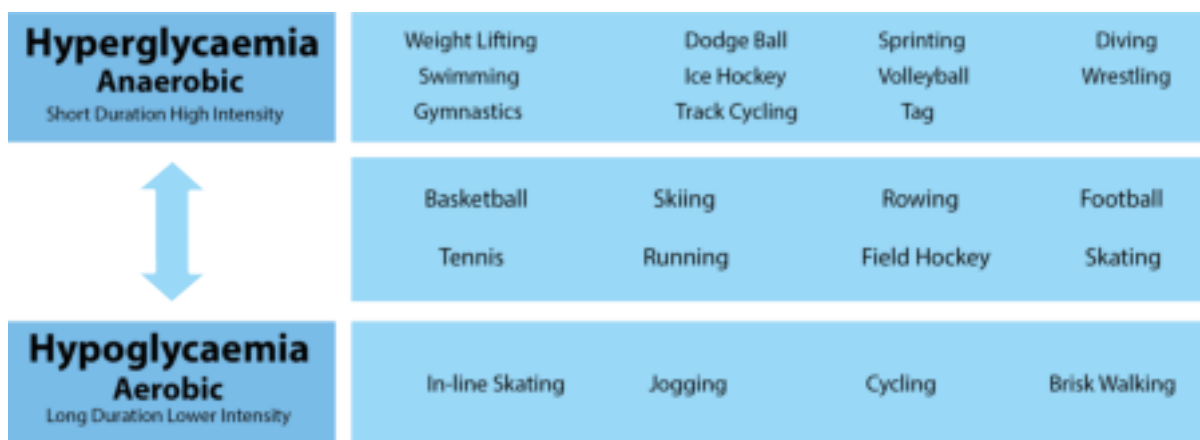 Hyperglycaemia
Anaerobic
Short Duration High Intensity
Weight Lifting Dodge Ball Sprinting Diving
Swimming Ice Hockey Volleyball Wrestling
Gymnastics Track Cycling Tag
Basketball Skiing Rowing Football
Tennis Running Field Hockey Skating
Hypoglycaemia
Aerobic
Long Duration Lower Intensity
In-line Skating Jogging Cycling Brisk Walking